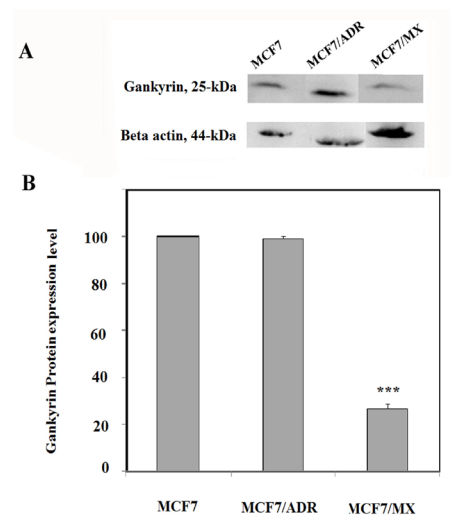 A
MCF7
MCF7/ADR
MCF7/MX
Gankyrin, 25-kDa
Beta actin, 44-kDa
B
Gankyrin Protein expression level
100
80
60
40
20
0
***
MCF7
MCF7/ADR
MCF7/MX